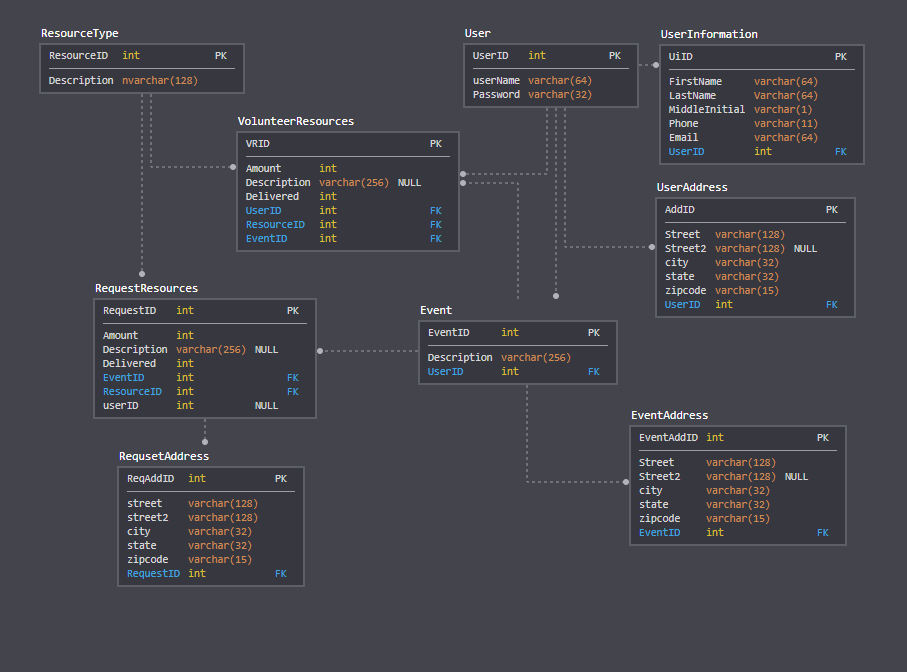 ResourceType
ResourceID int PK
Description nvarchar(128)
User
UserID int PK
userName varchar(64)
Password varchar(32)
UserInformation
UiID PK
FirstName varchar(64)
LastName Varchar(64)
MiddleInitial varchar(1)
Phone varchar(11)
Email varchar(64)
UserID int FK
VolunteerResources
VRID PK
Amount int
Description varchar(256) NULL
Delivered int
UserID int FK
ResourceID int FK
EventID int FK
UserAddress
AddID PK
Street varchar(128)
Street2 varchar(128) NULL
city varchar(32)
state varchar(32)
zipcode varchar(15)
UserID int FK
RequestResources
RequestID int PK
Amount int
Description varchar(256) NULL
Delivered int
EventID int FK
ResourceID int FK
userID int NULL
Event
EventID int PK
Description varchar(256)
UserID int FK
EventAddress
EventAddID int PK
Street varchar(128)
Street2 varchar(128) NULL
city varchar(32)
state varchar(32)
zipcode varchar(15)
EventID int FK
RequsetAddress
ReqAddID int PK
street varchar(128)
street2 varchar(128)
city varchar(32)
state varchar(32)
zipcode varchar(15)
RequestID int FK